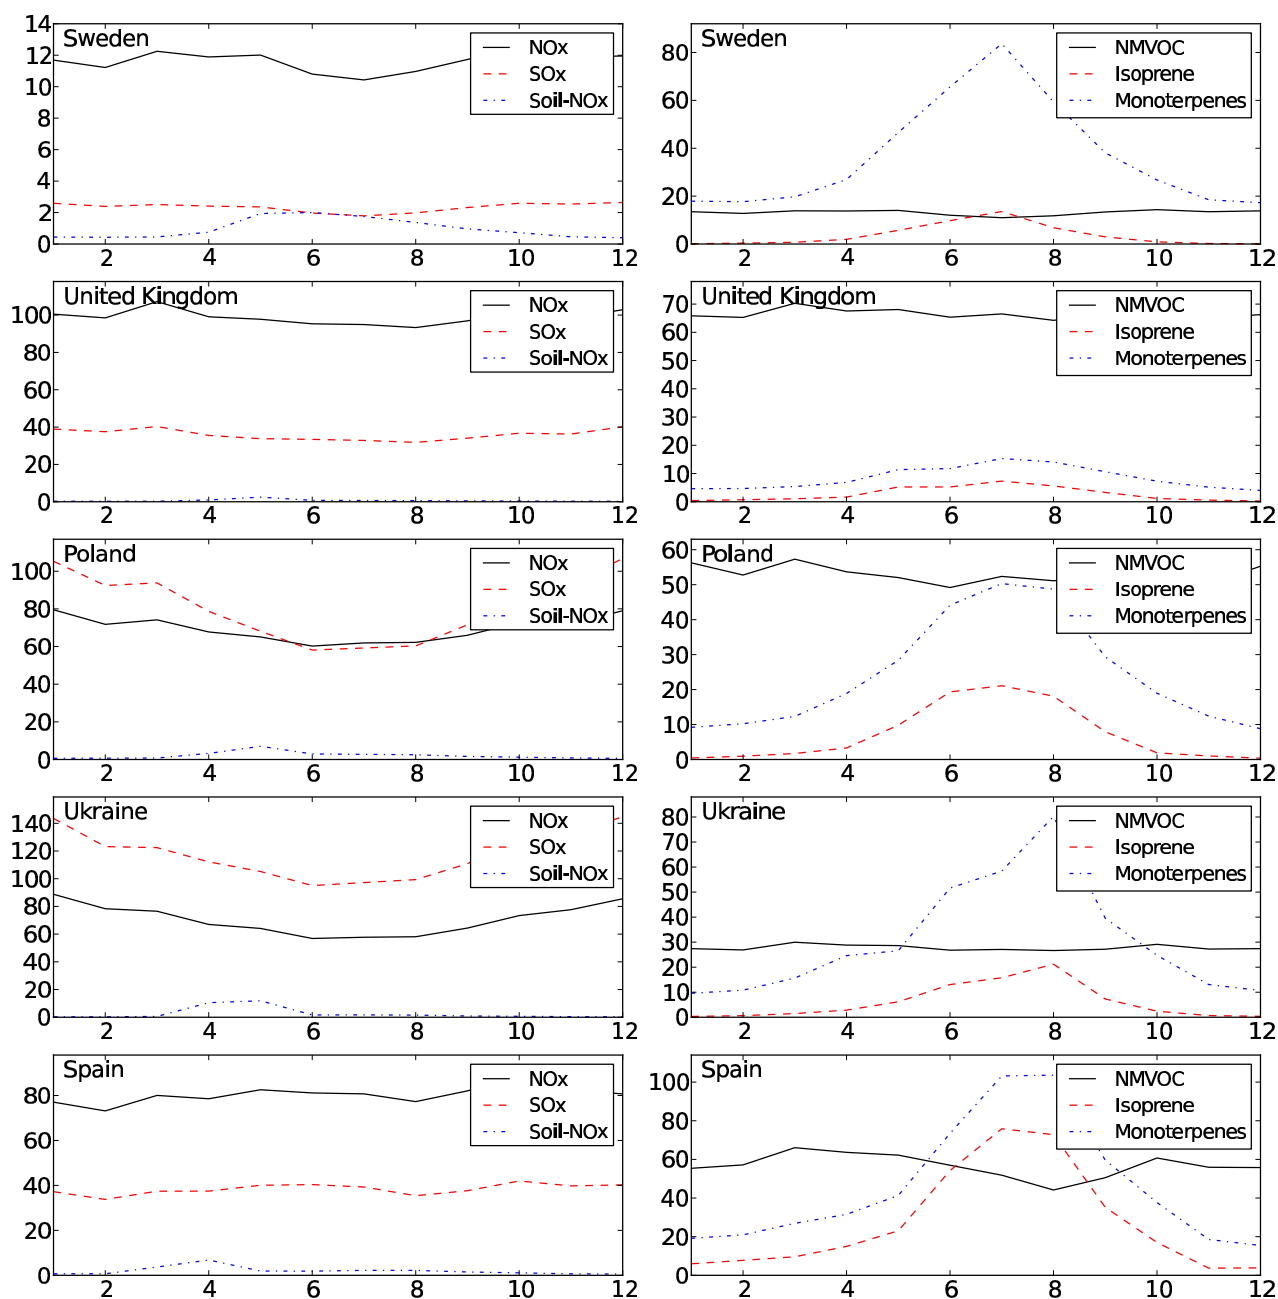 Sweden
NOx
SOx
Soil-NOx
14
12
10
8
6
4
2
0
2 4 6 8 10 12
Sweden
NMVOC
Isoprene
Monoterpenes
80
60
40
20
0
2 4 6 8 10 12
United Kingdom
NOx
SOx
Soil-NOx
100
80
60
40
20
0
2 4 6 8 10 12
United Kingdom
NMVOC
Isoprene
Monoterpenes
70
60
50
40
30
20
10
0
2 4 6 8 10 12
Poland
NOx
SOx
Soil-NOx
100
80
60
40
20
0
2 4 6 8 10 12
Poland
NMVOC
Isoprene
Monoterpenes
60
50
40
30
20
10
0
2 4 6 8 10 12
Ukraine
NOx
SOx
Soil-NOx
140
120
100
80
60
40
20
0
2 4 6 8 10 12
Ukraine
NMVOC
Isoprene
Monoterpenes
80
70
60
50
40
30
20
10
0
2 4 6 8 10 12
Spain
NOx
SOx
Soil-NOx
80
60
40
20
0
2 4 6 8 10 12
Spain
NMVOC
Isoprene
Monoterpenes
100
80
60
40
20
0
2 4 6 8 10 12